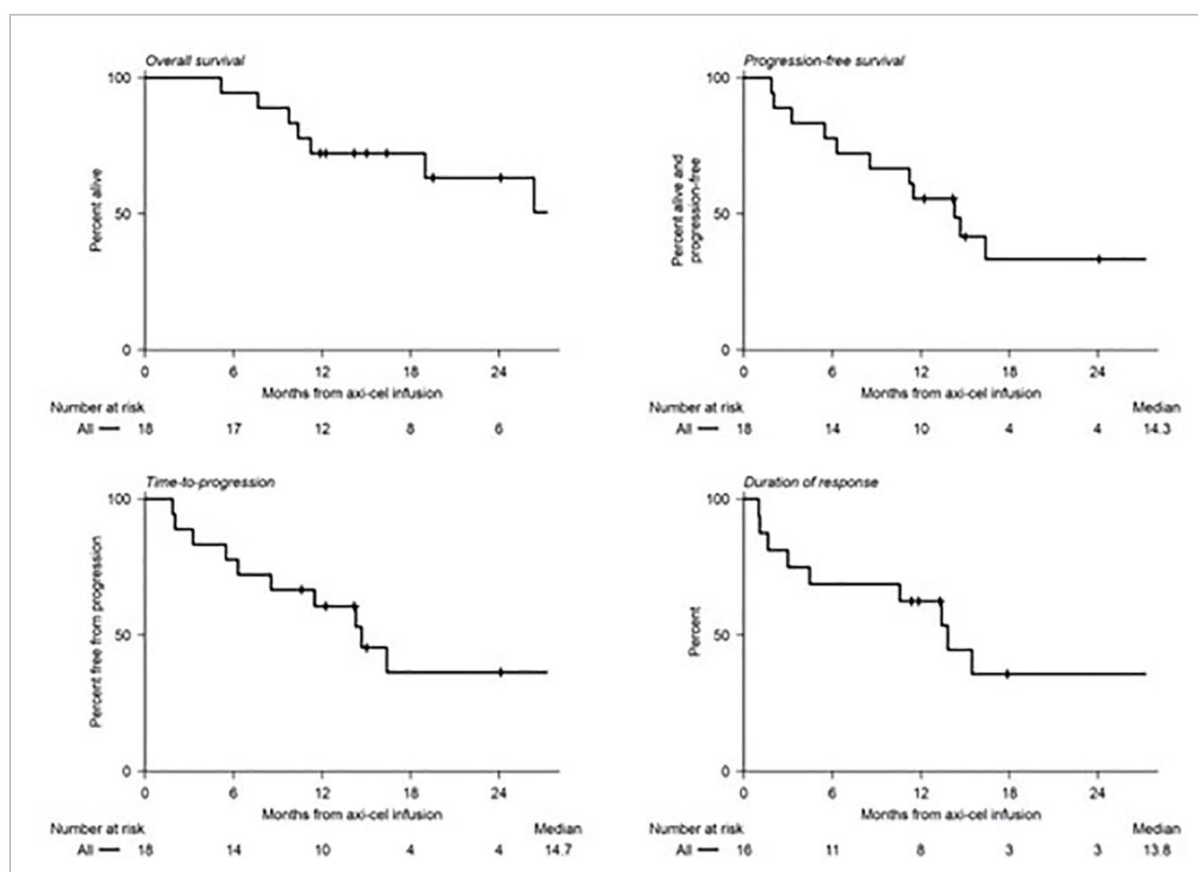 Overall survival
100
50
0
Percent alive
0 6 12 18 24
Months from axi-cel infusion
Number at risk
All 18 17 12 8 6
Progression-free survival
100
50
0
Percent alive and
progression-free
0 6 12 18 24
Months from axi-cel infusion
Number at risk Median
All 18 14 10 4 4 14.3
Time-to-progression
100
50
0
Percent free from progression
0 6 12 18 24
Months from axi-cel infusion
Number at risk Median
All 18 14 10 4 4 14.7
Duration of response
100
50
0
Percent
0 6 12 18 24
Months from axi-cel infusion
Number at risk Median
All 16 11 8 3 3 13.8